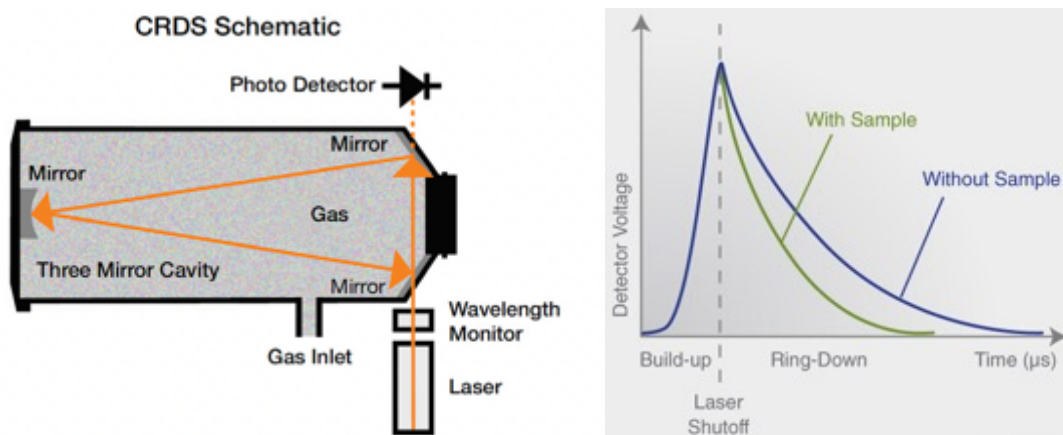 CRDS Schematic
Photo Detector
Mirror
Mirror
Gas
Three Mirror Cavity
Mirror
Wavelength
Monitor
Gas Inlet
Laser
Detector Voltage
With Sample
Without Sample
Build-up
Ring-Down
Time (µs)
Laser
Shutoff